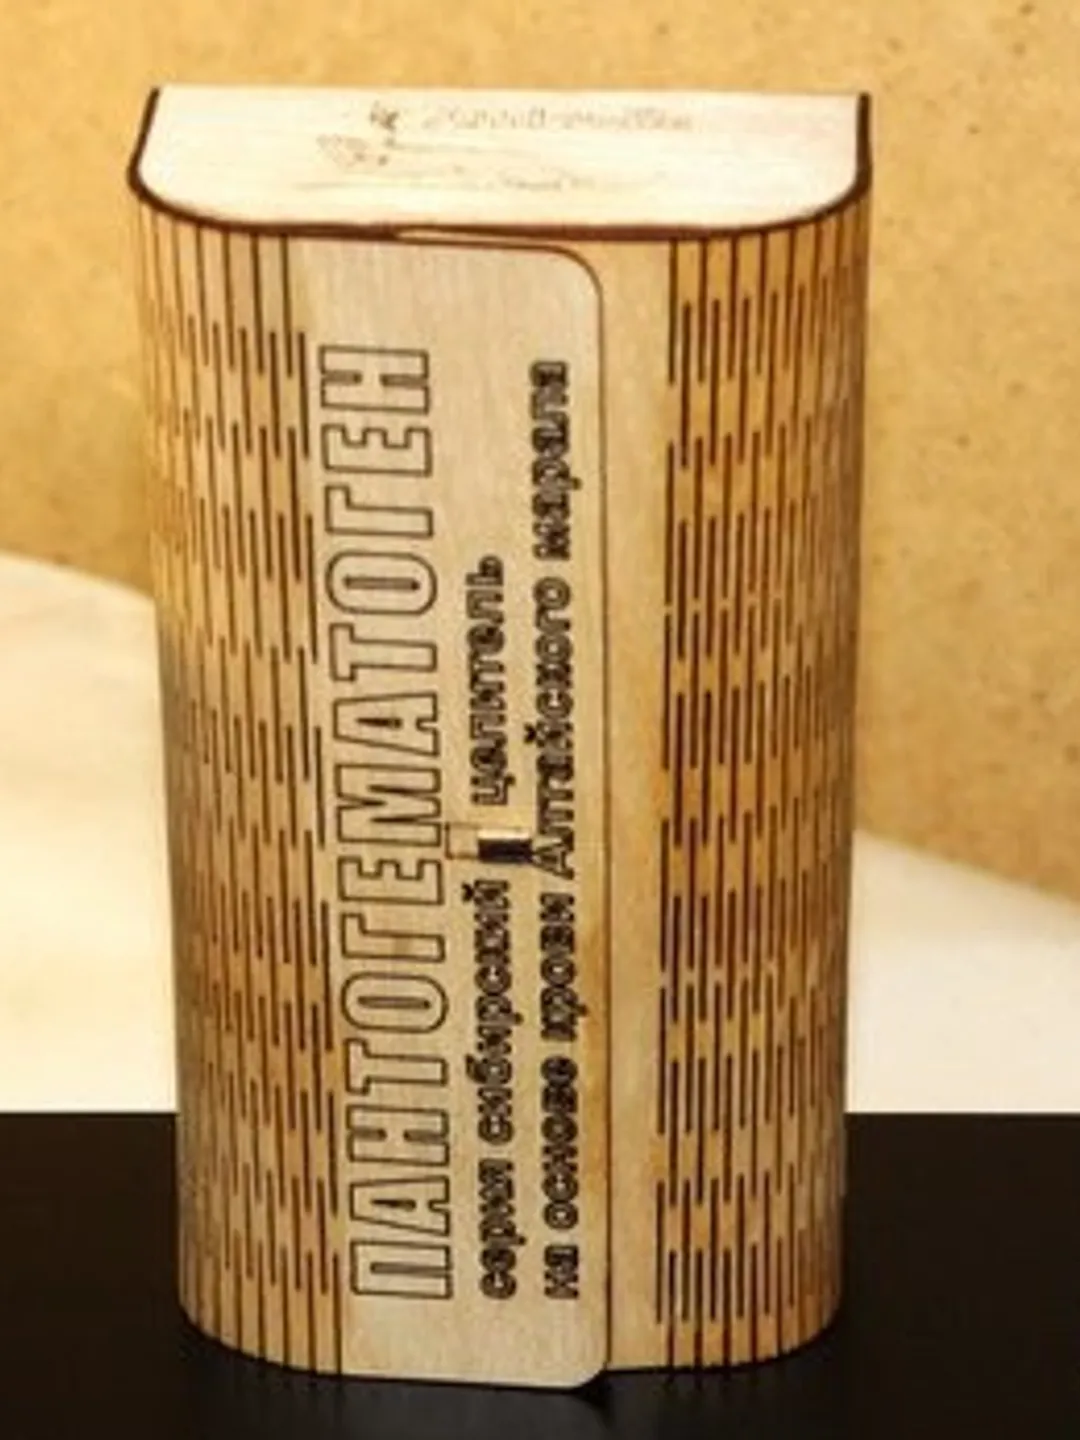 ПАНТОГЕМАТОГЕН
серия сибирский целитель
на основе крови Алтайского марала